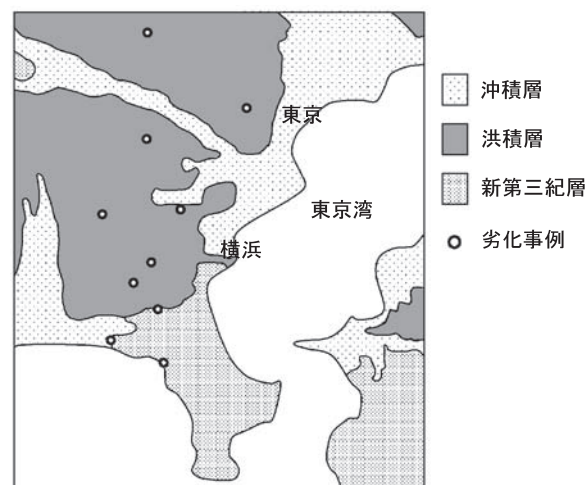 東京
東京湾
横浜
沖積層
洪積層
新第三紀層
劣化事例